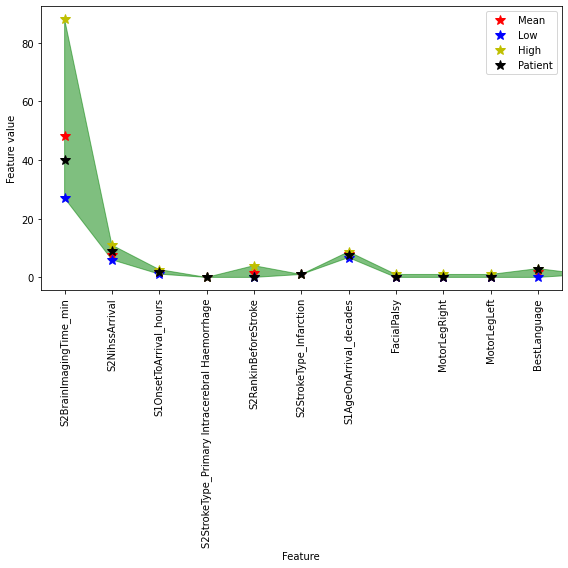 Mean
Low
High
Patient
80
60
40
20
0
Feature value
S2BrainImagingTime_min
S2NihssArrival
S1OnsetToArrival_hours
S2StrokeType_Primary Intracerebral Haemorrhage
S2RankinBeforeStroke
S2StrokeType_Infarction
S1AgeOnArrival_decades
FacialPalsy
MotorLegRight
MotorLegLeft
BestLanguage
Feature